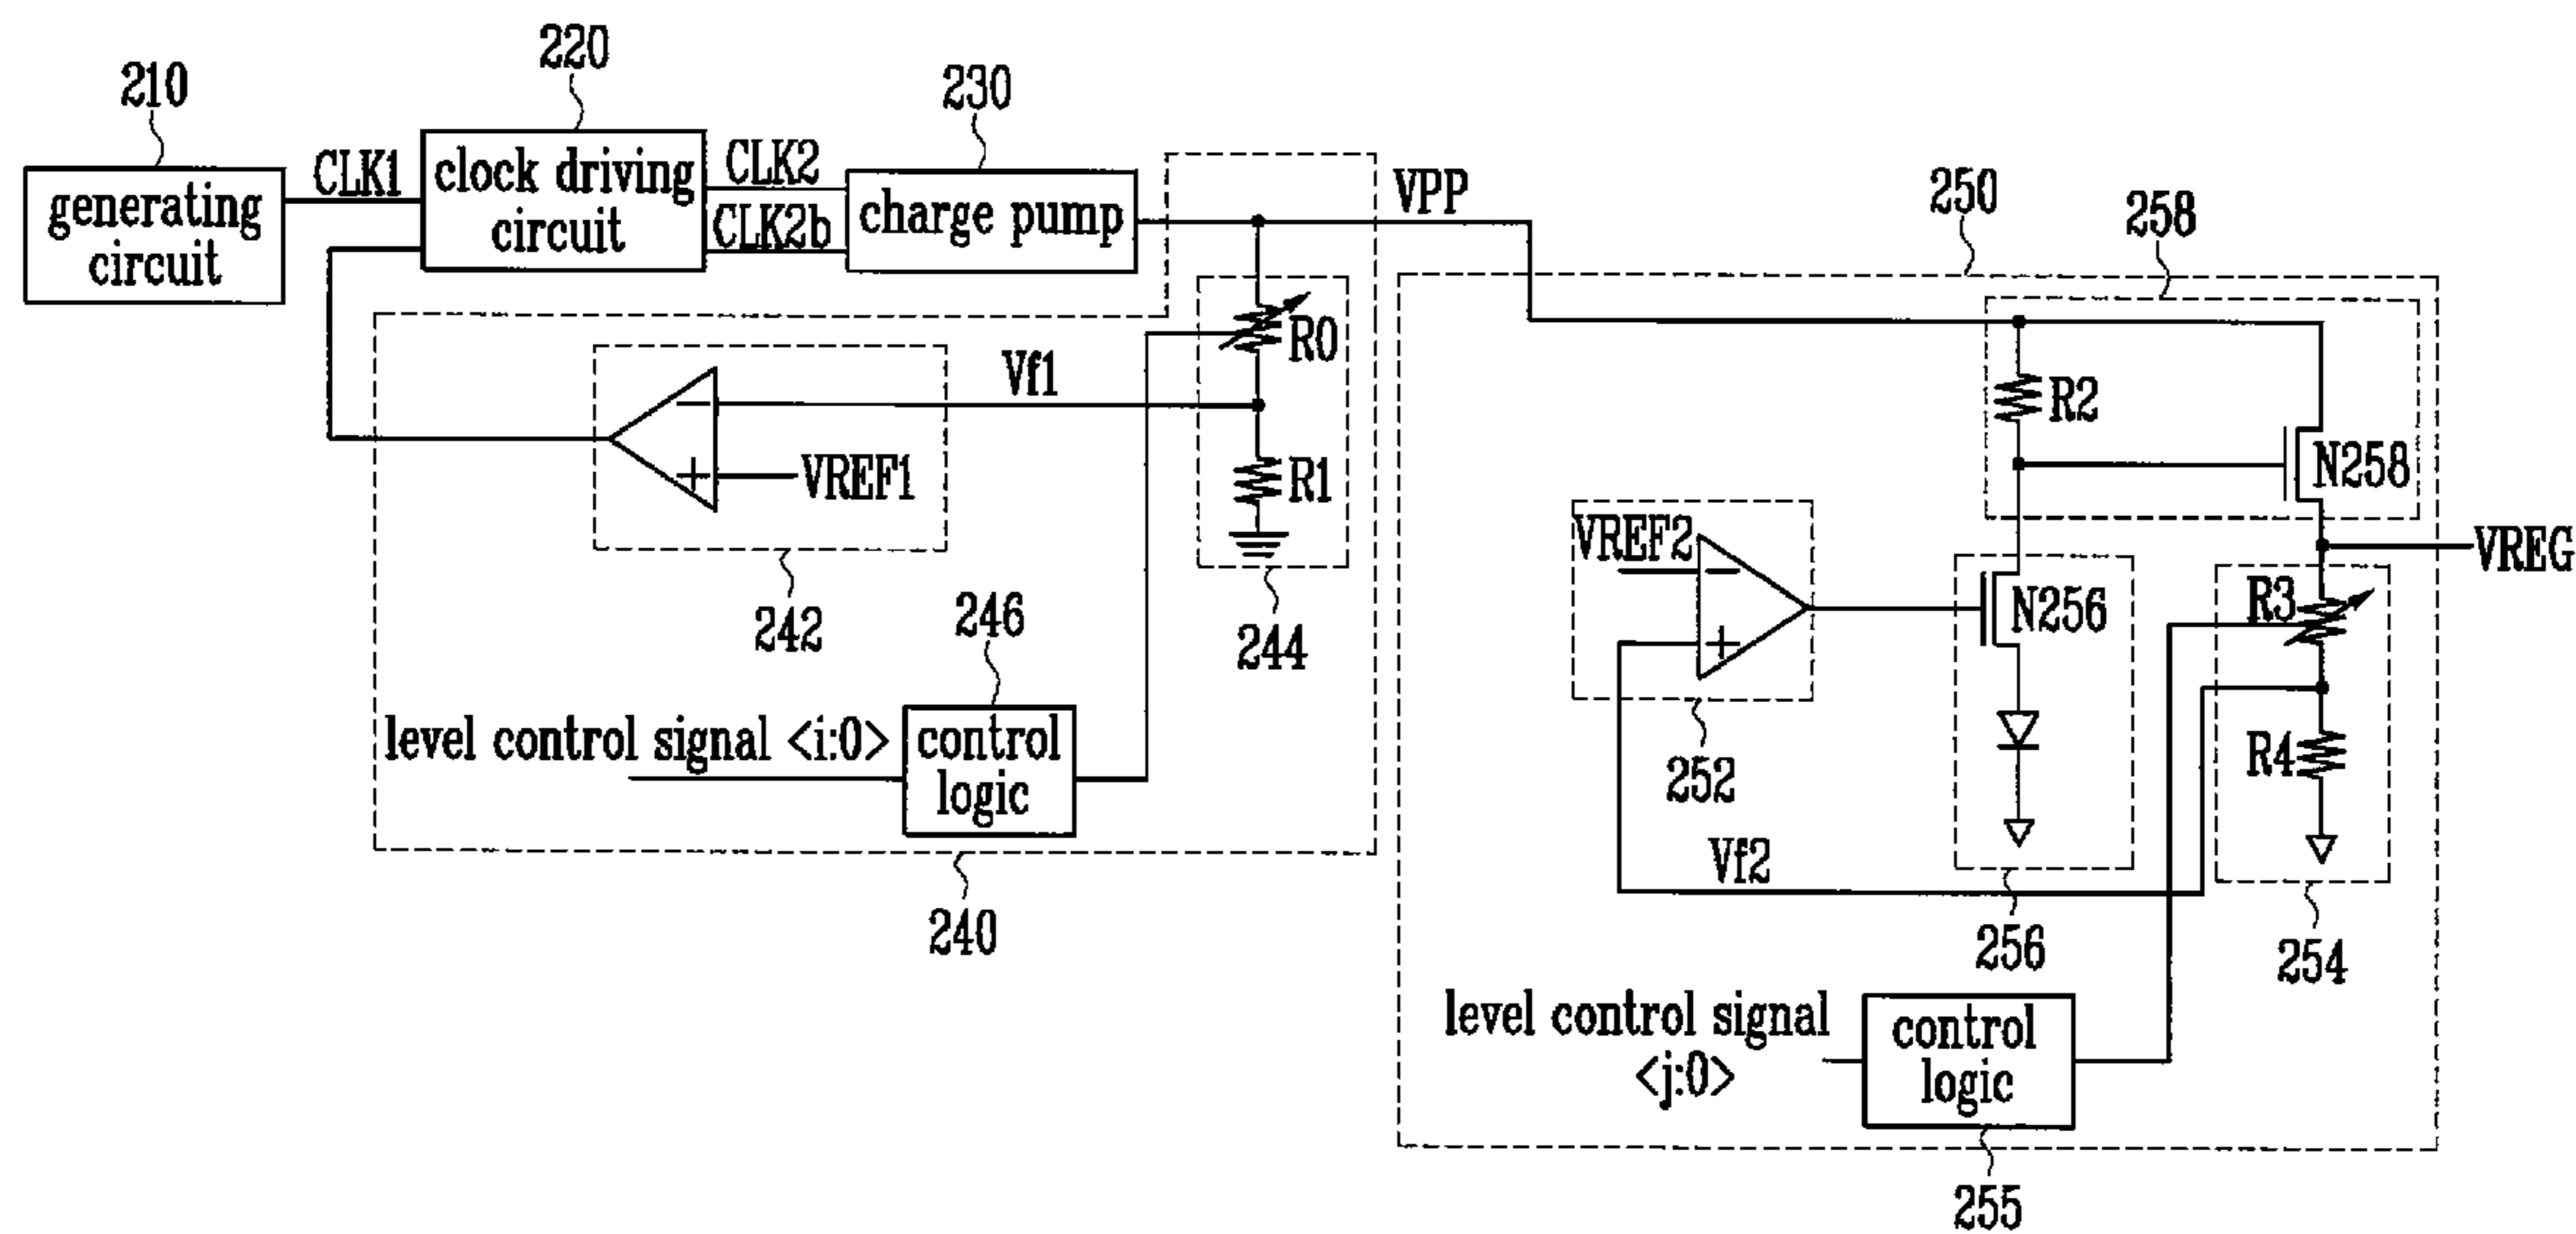 210
220
230
generating
circuit
CLK1
clock driving
circuit
CLK2
CLK2b
charge pump
VPP
250
258
R0
Vf1
R1
VREF1
242
244
246
level control signal <i:0>
control
logic
240
R2
N258
VREF2
252
N256
VREG
R3
R4
Vf2
256
254
level control signal
<j:0>
control
logic
255